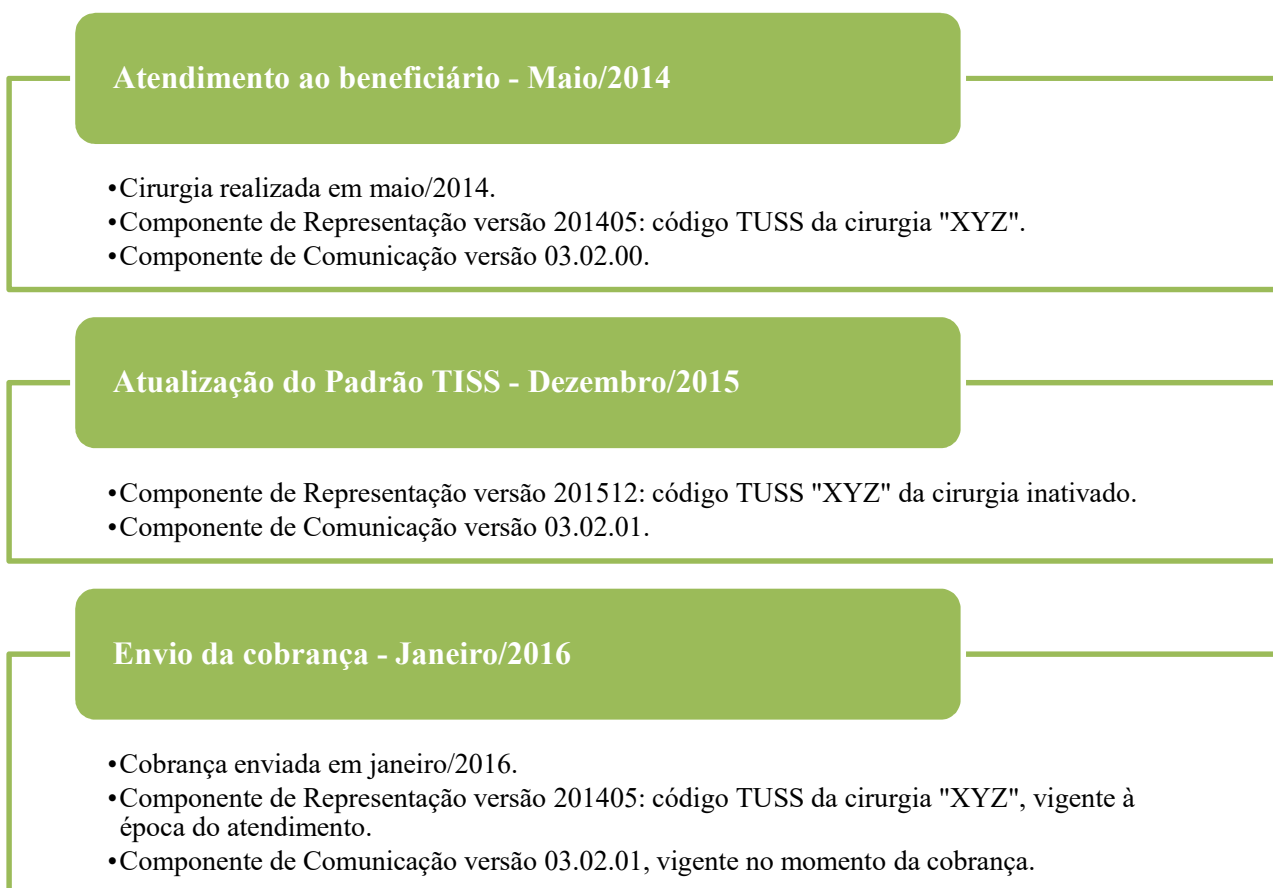 Atendimento ao beneficiário - Maio/2014
•Cirurgia realizada em maio/2014.
•Componente de Representação versão 201405: código TUSS da cirurgia "XYZ".
•Componente de Comunicação versão 03.02.00.
Atualização do Padrão TISS - Dezembro/2015
•Componente de Representação versão 201512: código TUSS "XYZ" da cirurgia inativado.
•Componente de Comunicação versão 03.02.01.
Envio da cobrança - Janeiro/2016
•Cobrança enviada em janeiro/2016.
•Componente de Representação versão 201405: código TUSS da cirurgia "XYZ", vigente à
época do atendimento.
•Componente de Comunicação versão 03.02.01, vigente no momento da cobrança.